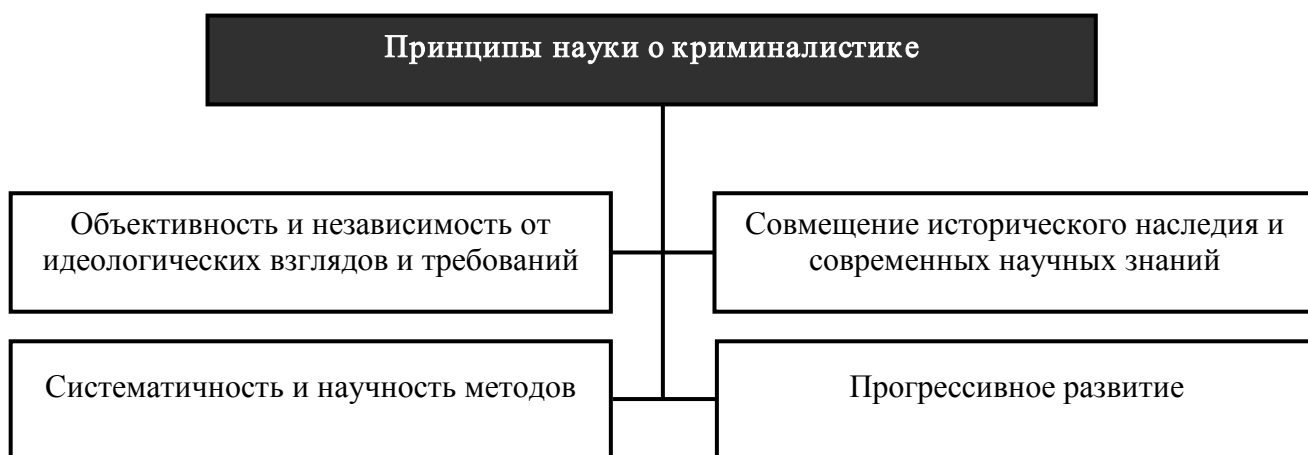 Принципы науки о криминалистике
Объективность и независимость от
идеологических взглядов и требований
Совмещение исторического наследия и
современных научных знаний
Систематичность и научность методов
Прогрессивное развитие